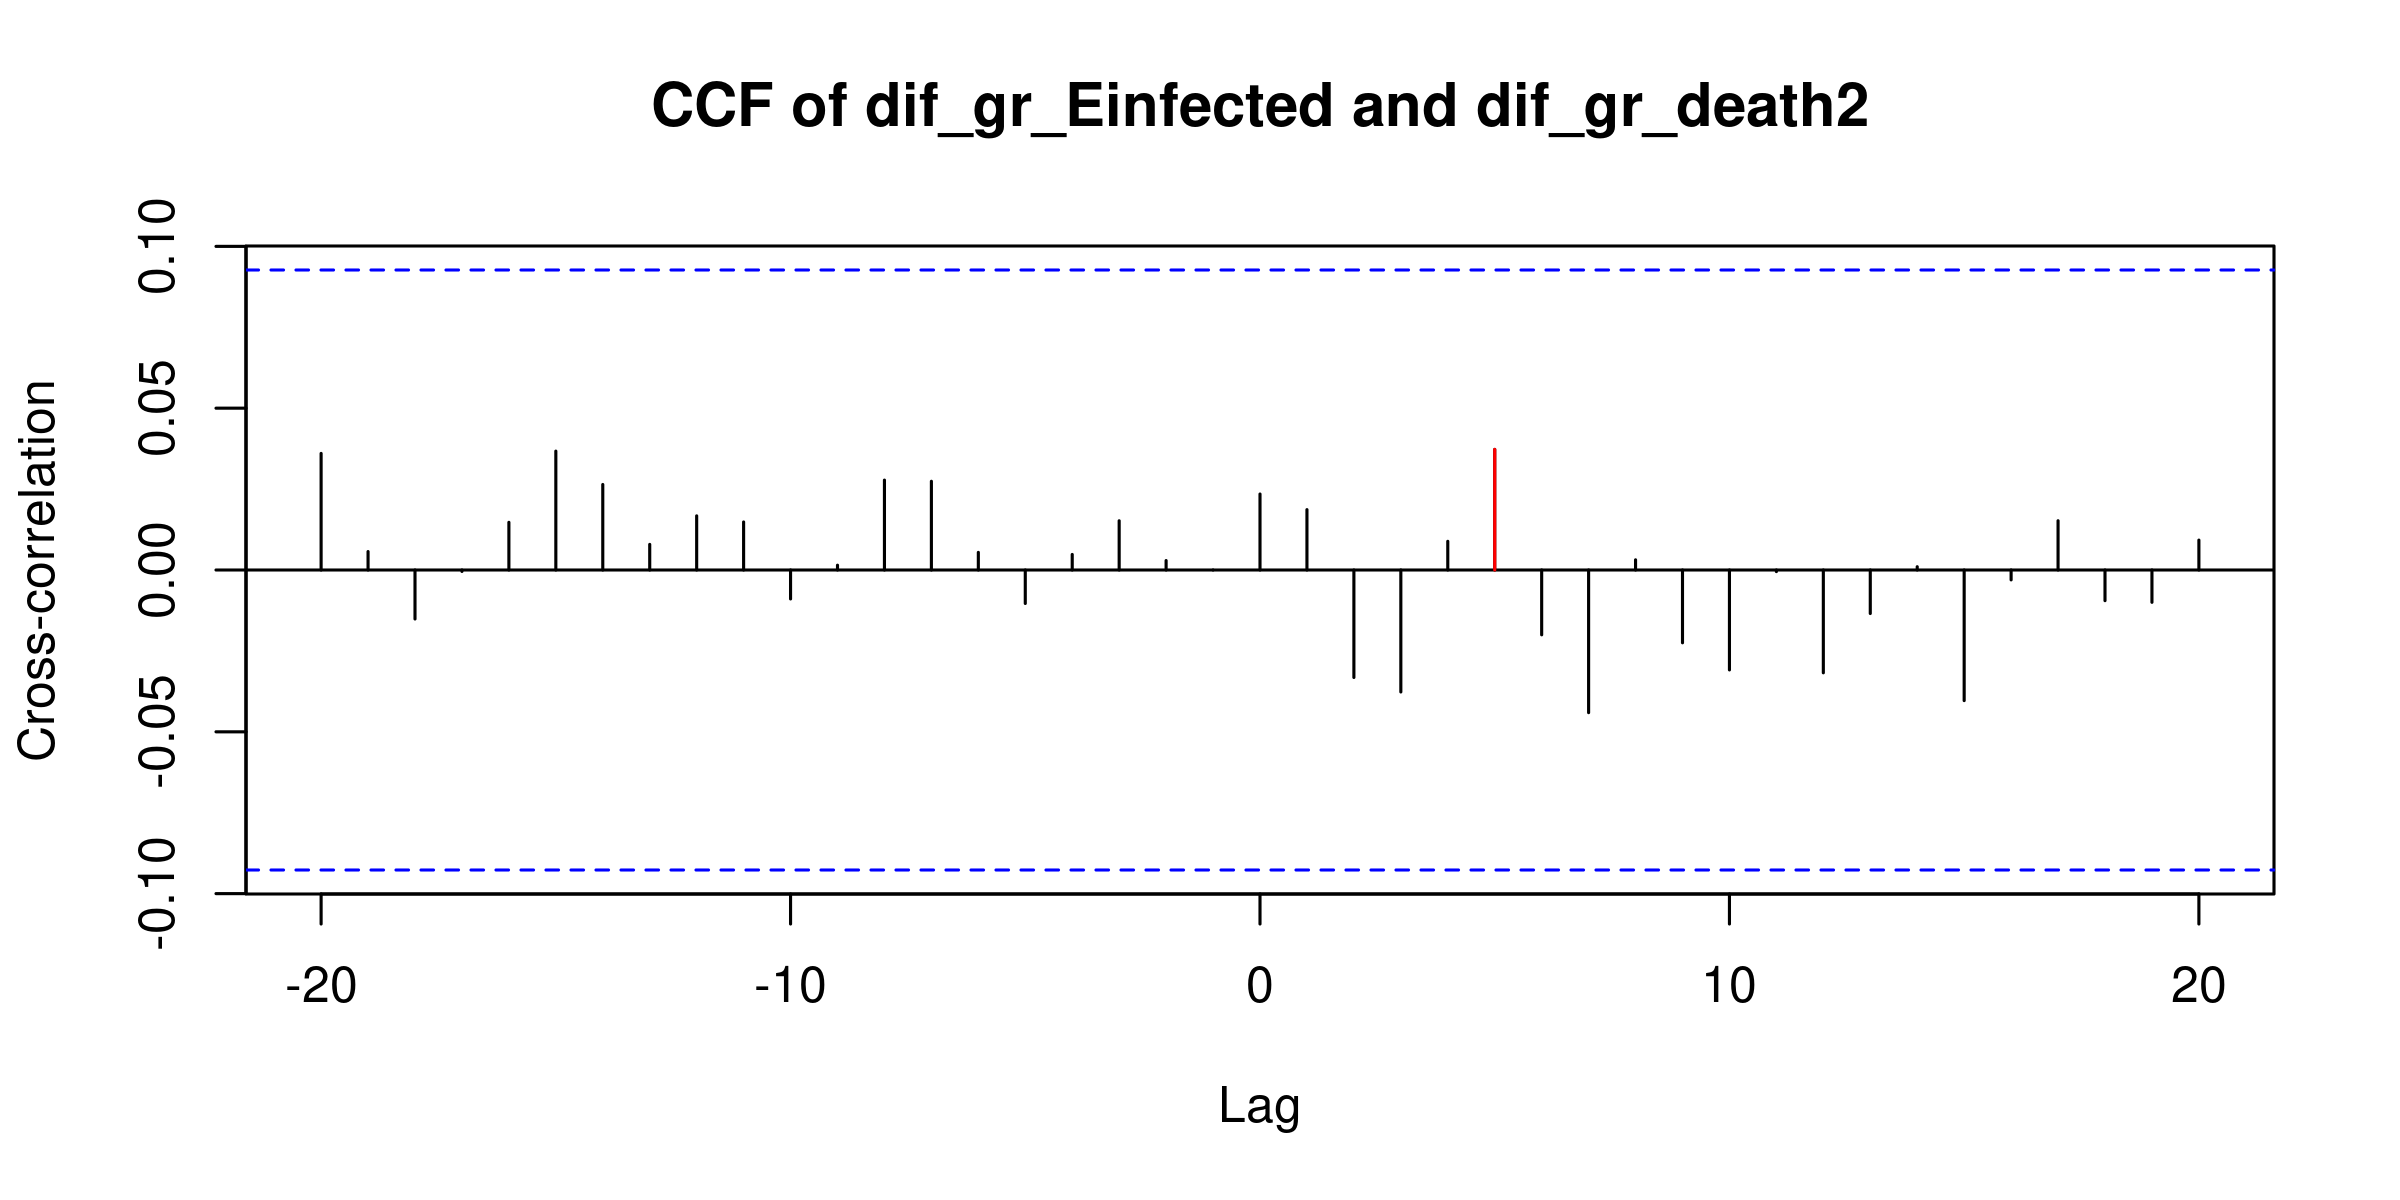 CCF of dif_gr_Einfected and dif_gr_death2
Cross-correlation
0.10
0.05
0.00
-0.05
-0.10
-20 -10 0 10 20
Lag